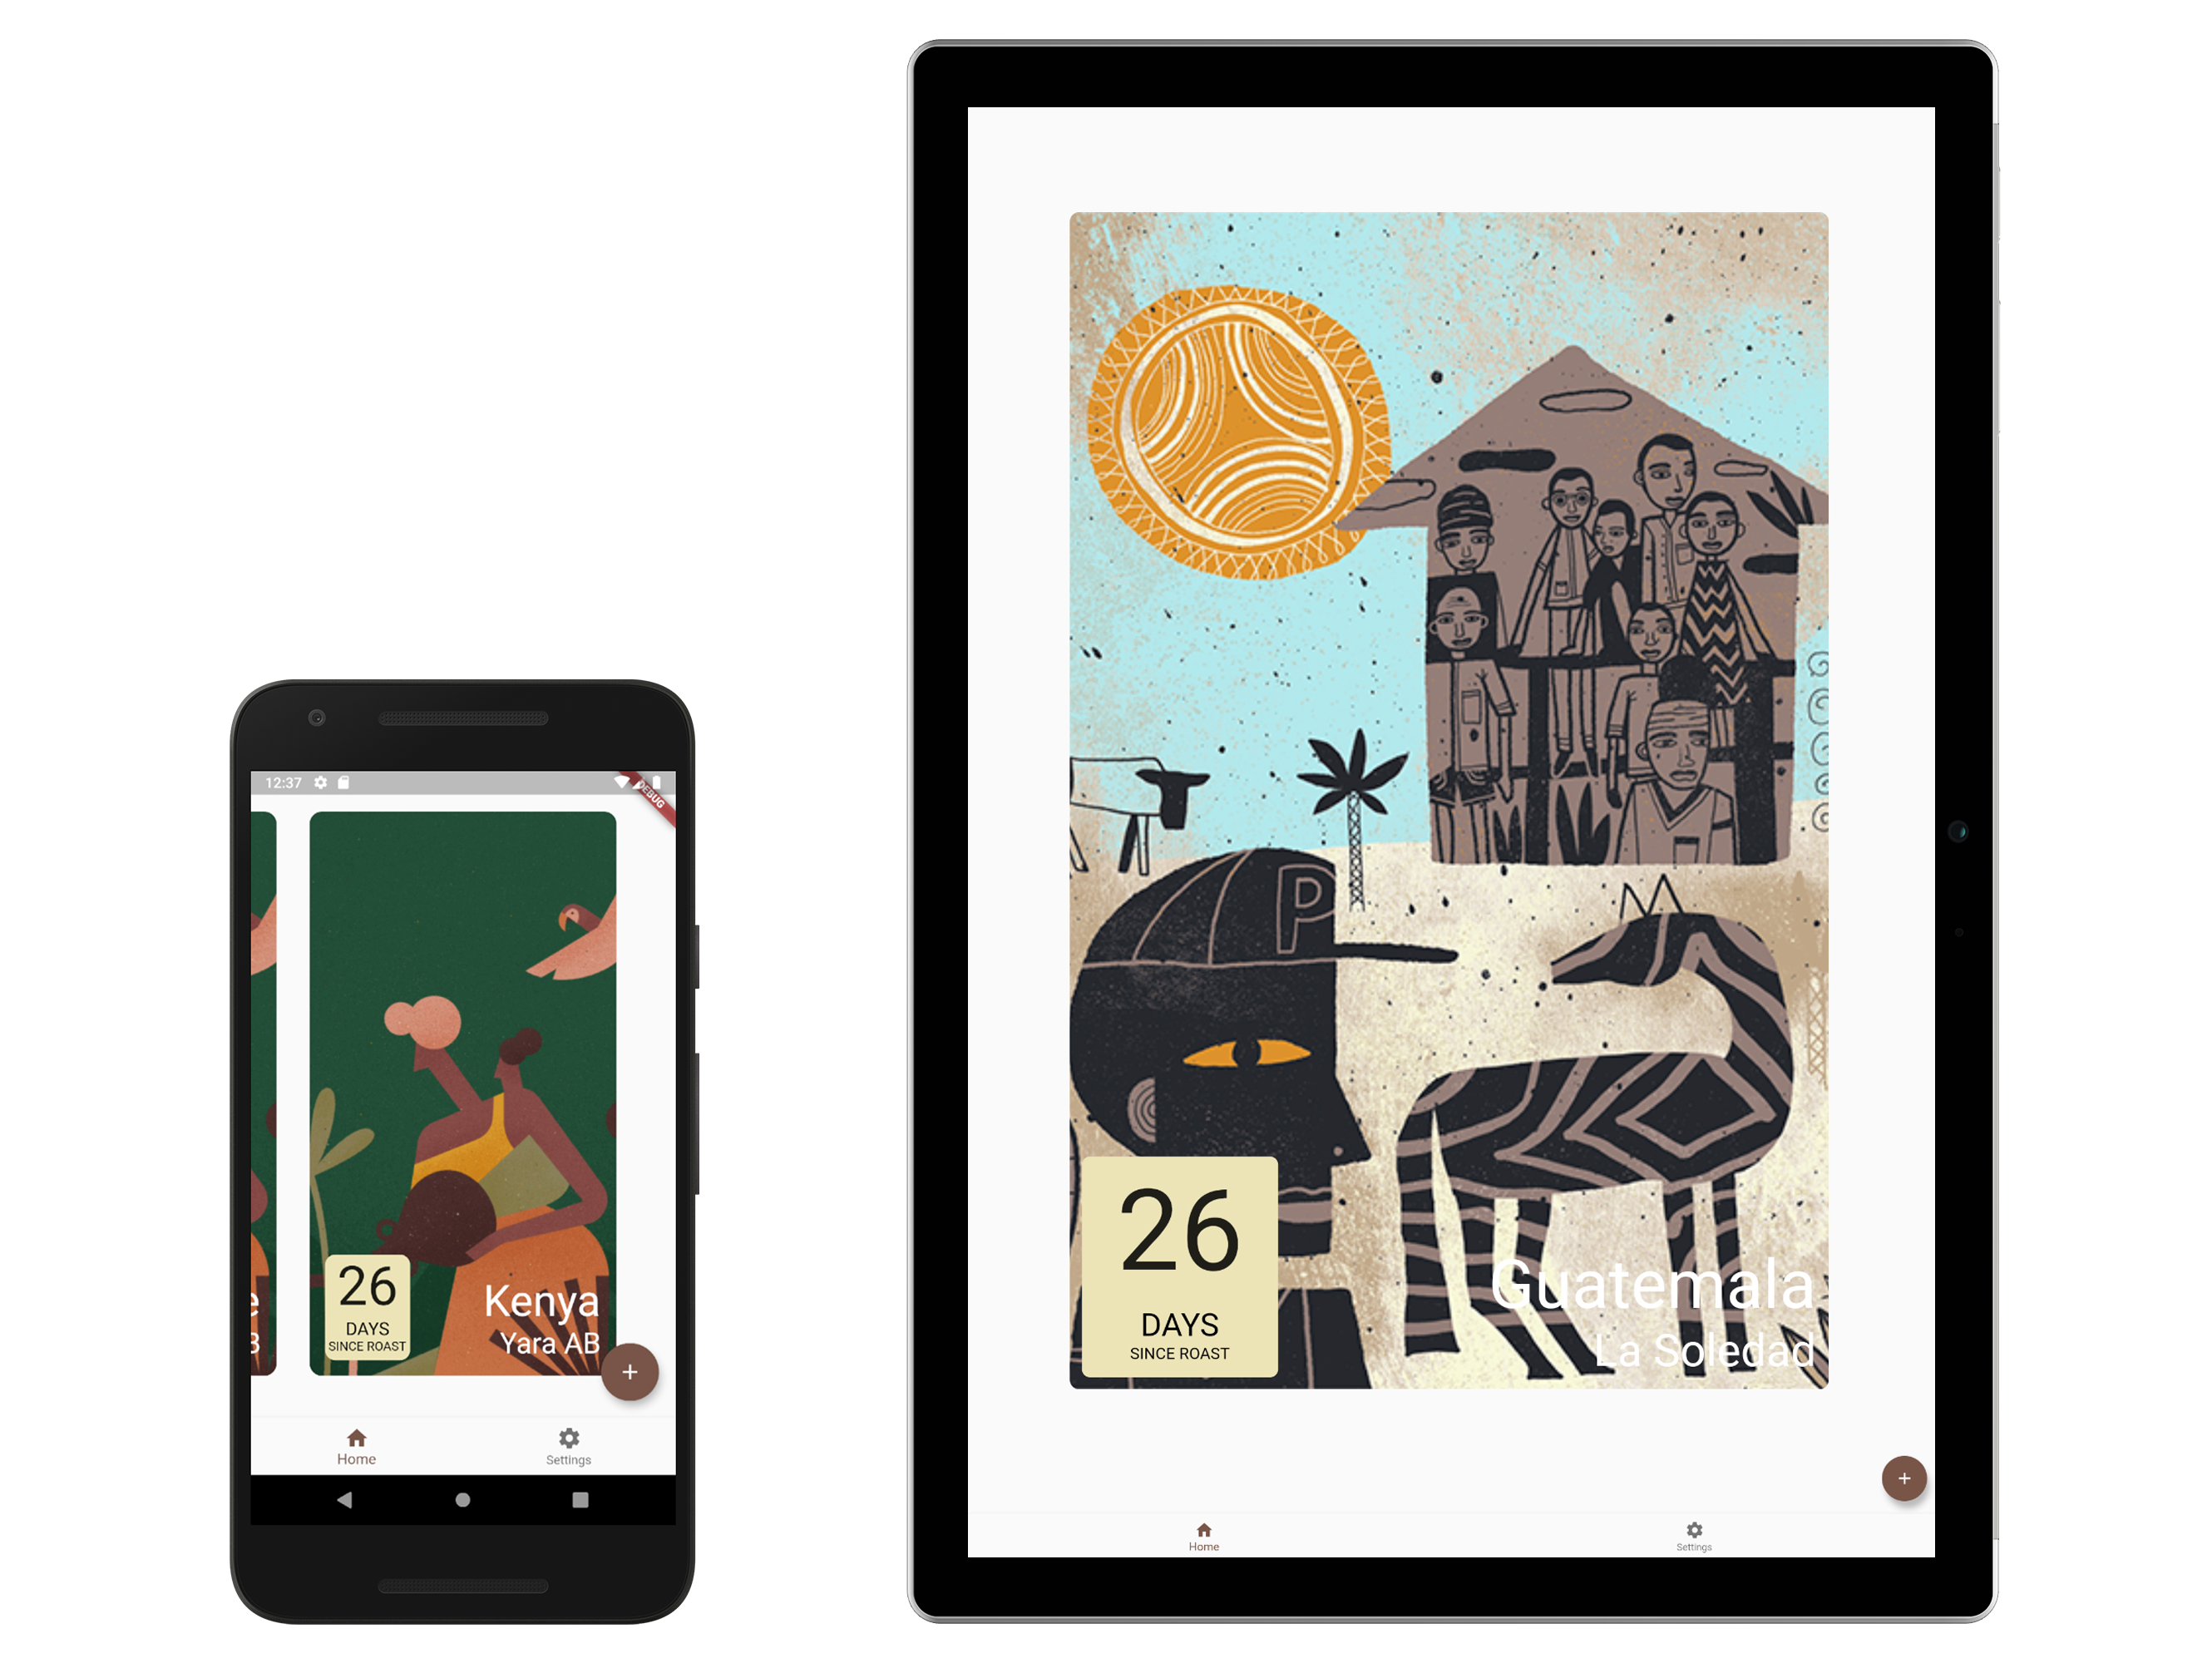 12:37
DEBUG
e
B
26
DAYS
SINCE ROAST
Kenya
Yara AB
+
Home
Settings
P
26
DAYS
SINCE ROAST
Guatemala
La Soledad
+
Home
Settings